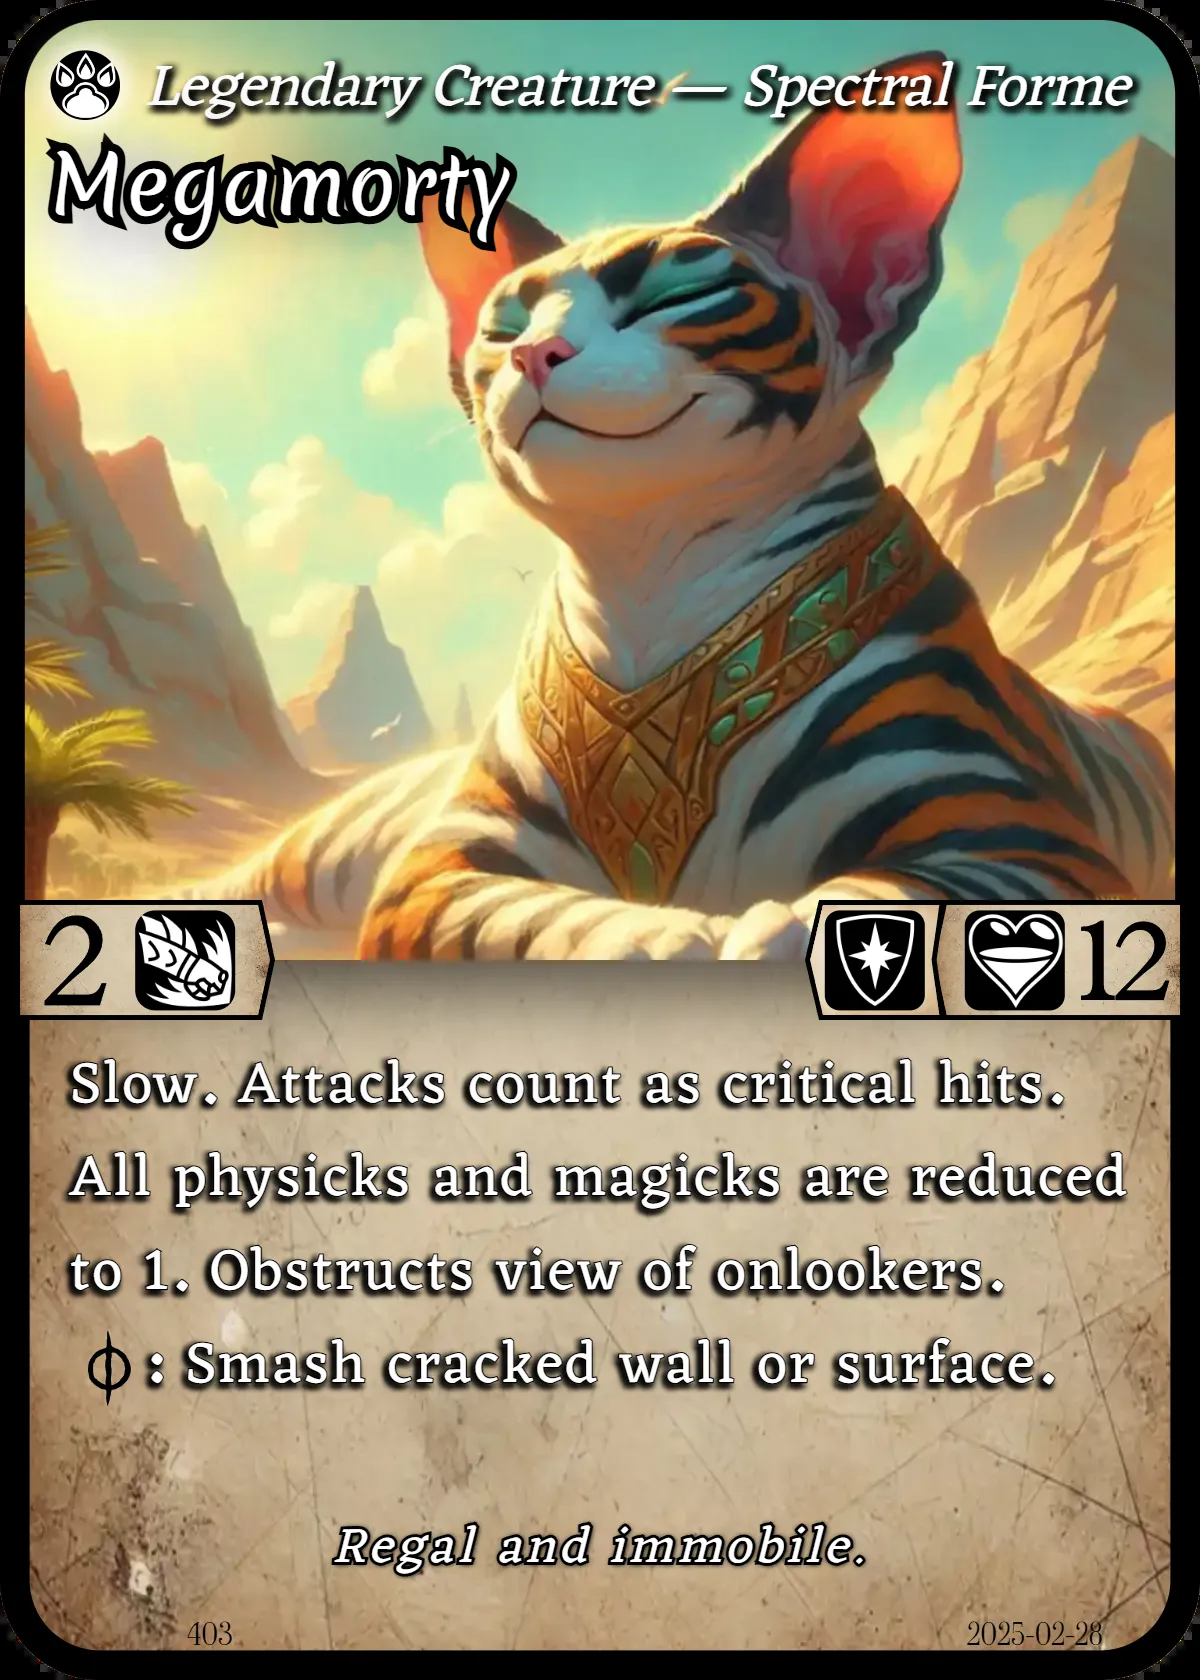 Legendary Creature — Spectral Forme
Megamorty
2
12
Slow. Attacks count as critical hits.
All physicks and magicks are reduced
to 1. Obstructs view of onlookers.
: Smash cracked wall or surface.
Regal and immobile.
403
2025-02-28